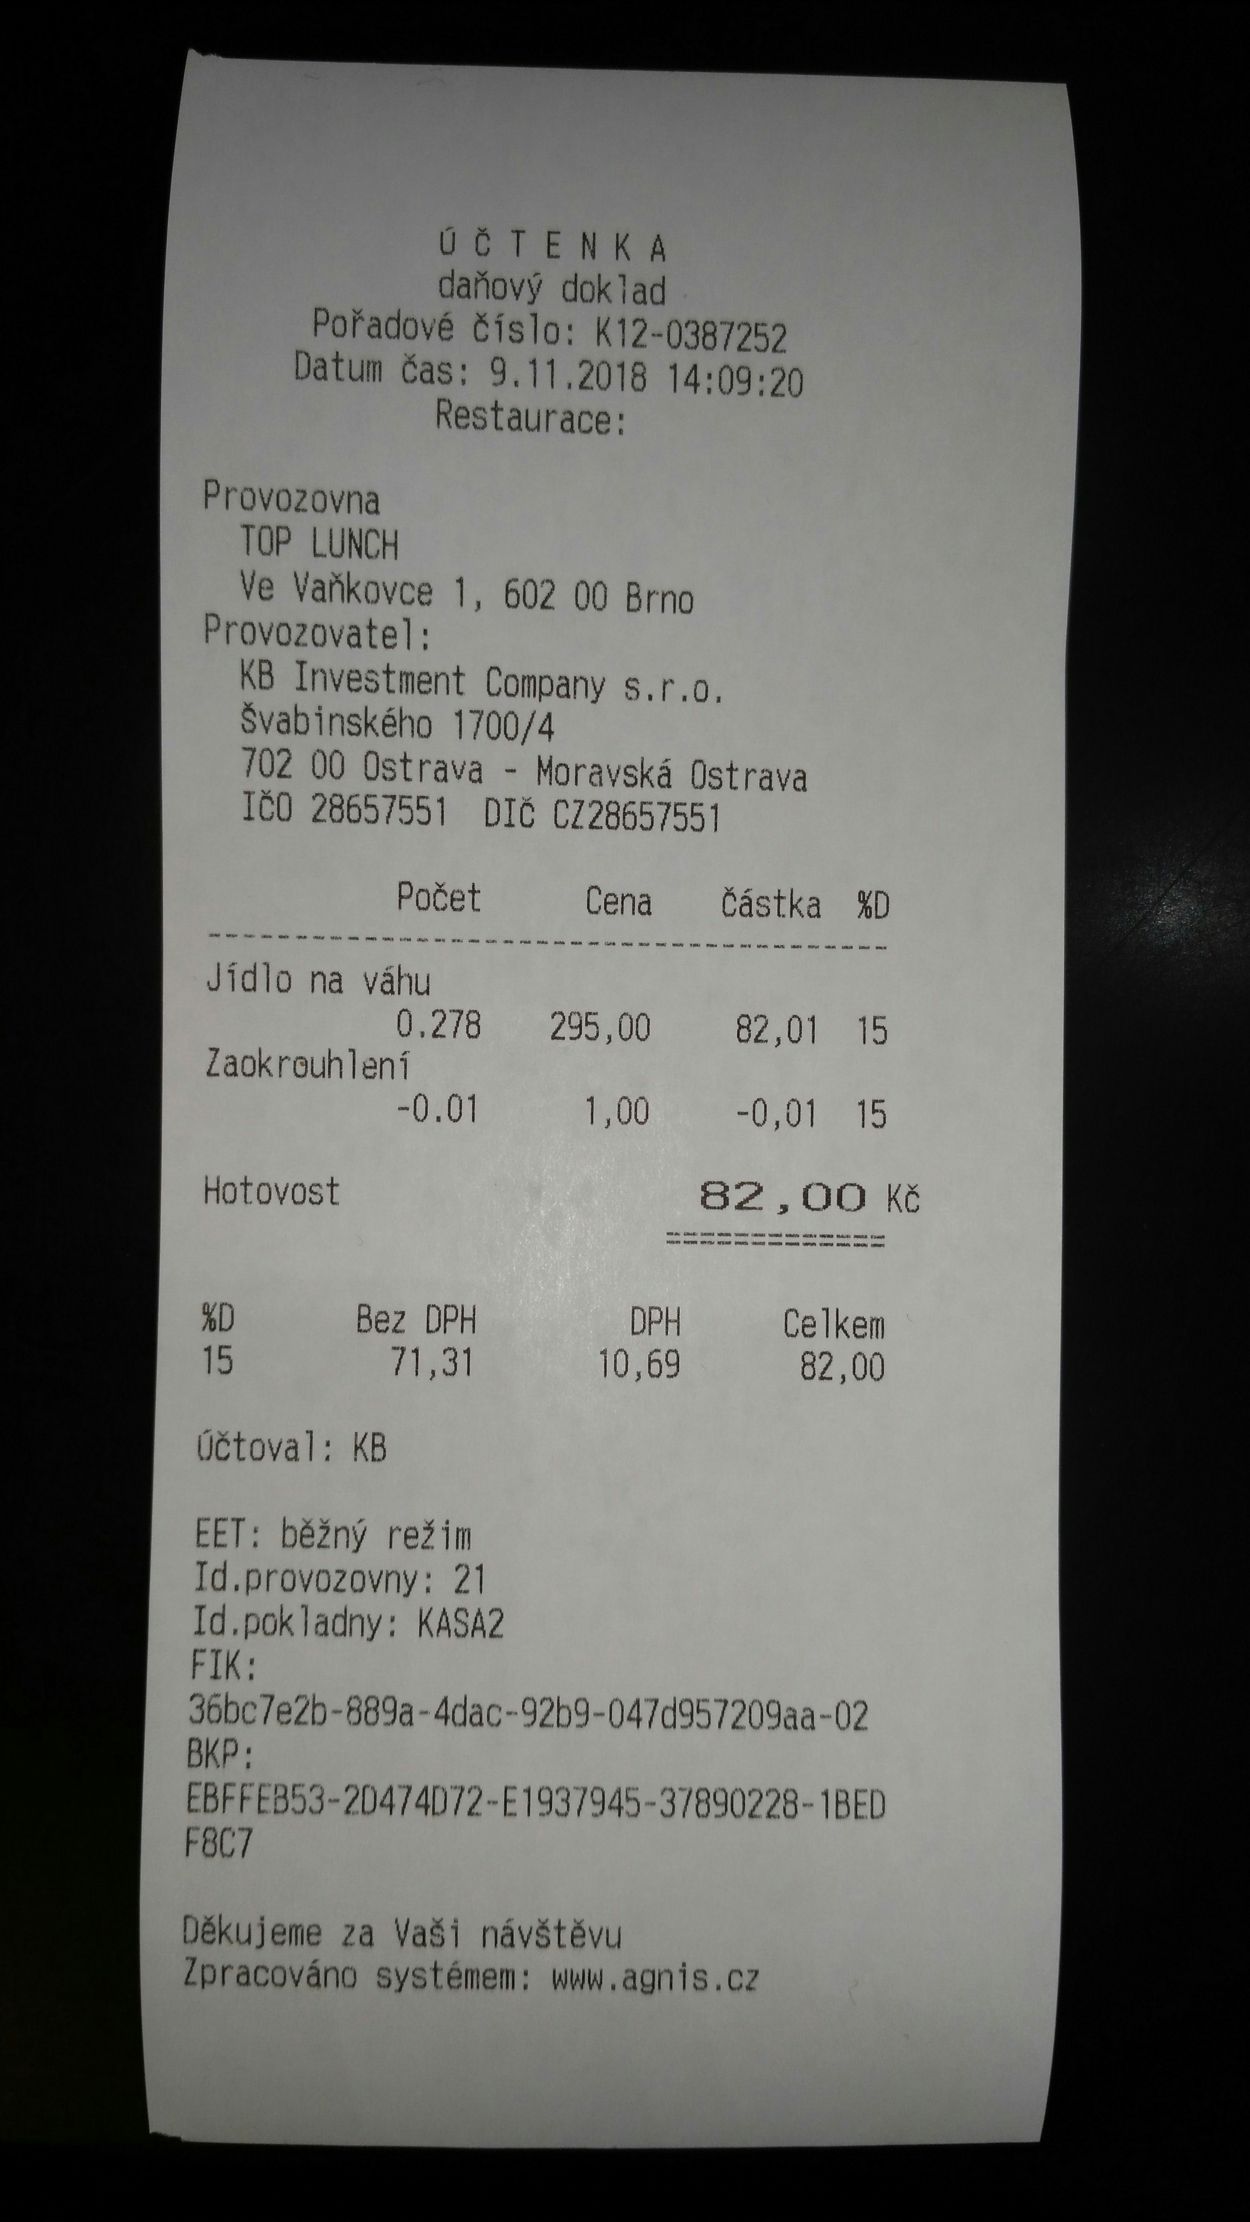 Ú Č T E N K A
daňový doklad
Pořadové číslo: K12-0387252
Datum čas: 9.11.2018 14:09:20
Restaurace:
Provozovna
TOP LUNCH
Ve Vaňkovce 1, 602 00 Brno
Provozovatel:
KB Investment Company s.r.o.
Švabinského 1700/4
702 00 Ostrava - Moravská Ostrava
IČO 28657551 DIČ CZ28657551
Počet Cena Částka %D
Jídlo na váhu
0.278 295,00 82,01 15
Zaokrouhlení
-0.01 1,00 -0,01 15
Hotovost 82,00 Kč
%D Bez DPH DPH Celkem
15 71,31 10,69 82,00
Účtoval: KB
EET: běžný režim
Id.provozovny: 21
Id.pokladny: KASA2
FIK:
36bc7e2b-889a-4dac-92b9-047d957209aa-02
BKP:
EBFFEB53-2D474D72-E1937945-37890228-1BED
F8C7
Děkujeme za Vaši návštěvu
Zpracováno systémem: www.agnis.cz